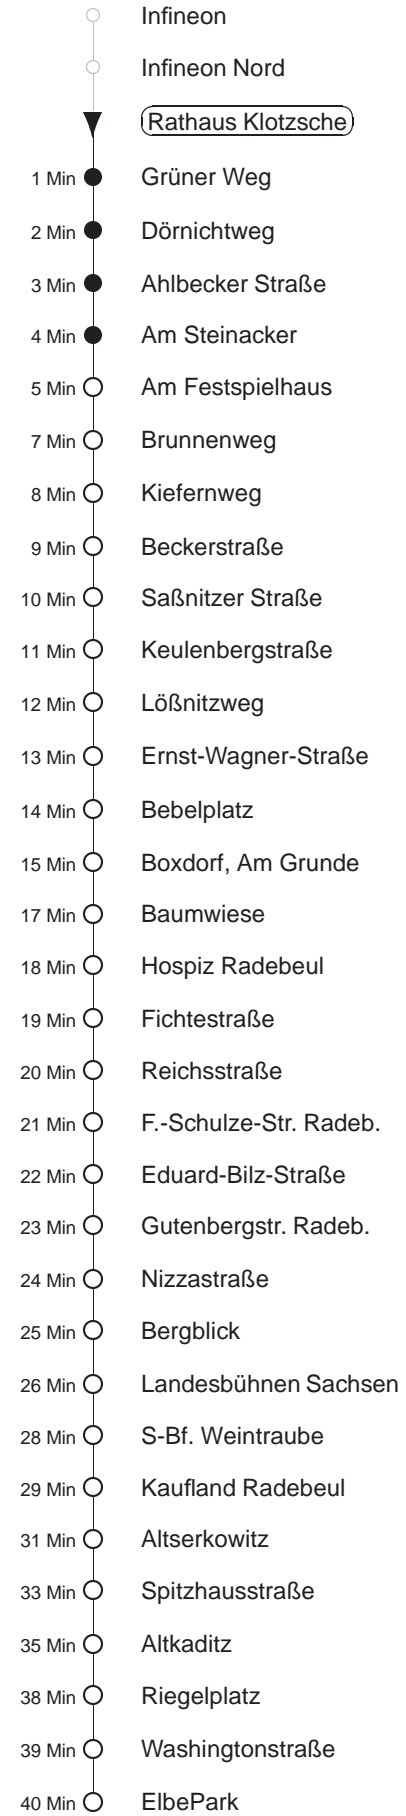 Infineon
Infineon Nord
Rathaus Klotzsche
1 Min Grüner Weg
2 Min Dörnichtweg
3 Min Ahlbecker Straße
4 Min Am Steinacker
5 Min Am Festspielhaus
7 Min Brunnenweg
8 Min Kiefernweg
9 Min Beckerstraße
10 Min Saßnitzer Straße
11 Min Keulenbergstraße
12 Min Lößnitzweg
13 Min Ernst-Wagner-Straße
14 Min Bebelplatz
15 Min Boxdorf, Am Grunde
17 Min Baumwiese
18 Min Hospiz Radebeul
19 Min Fichtestraße
20 Min Reichsstraße
21 Min F.-Schulze-Str. Radeb.
22 Min Eduard-Bilz-Straße
23 Min Gutenbergstr. Radeb.
24 Min Nizzastraße
25 Min Bergblick
26 Min Landesbühnen Sachsen
28 Min S-Bf. Weintraube
29 Min Kaufland Radebeul
31 Min Altserkowitz
33 Min Spitzhausstraße
35 Min Altkaditz
38 Min Riegelplatz
39 Min Washingtonstraße
40 Min ElbePark